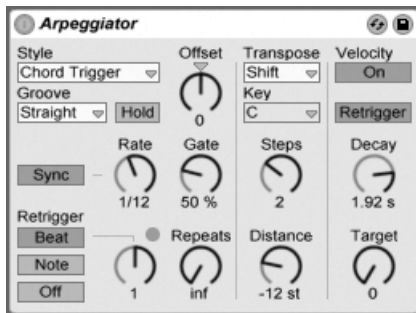 Arpeggiator
Style
Chord Trigger
Groove
Straight
Hold
Offset
0
Transpose
Shift
Key
C
Velocity
On
Retrigger
Sync
Rate
1/12
Gate
50 %
Steps
2
Decay
1.92 s
Retrigger
Beat
Note
Off
1
Repeats
inf
Distance
-12 st
Target
0